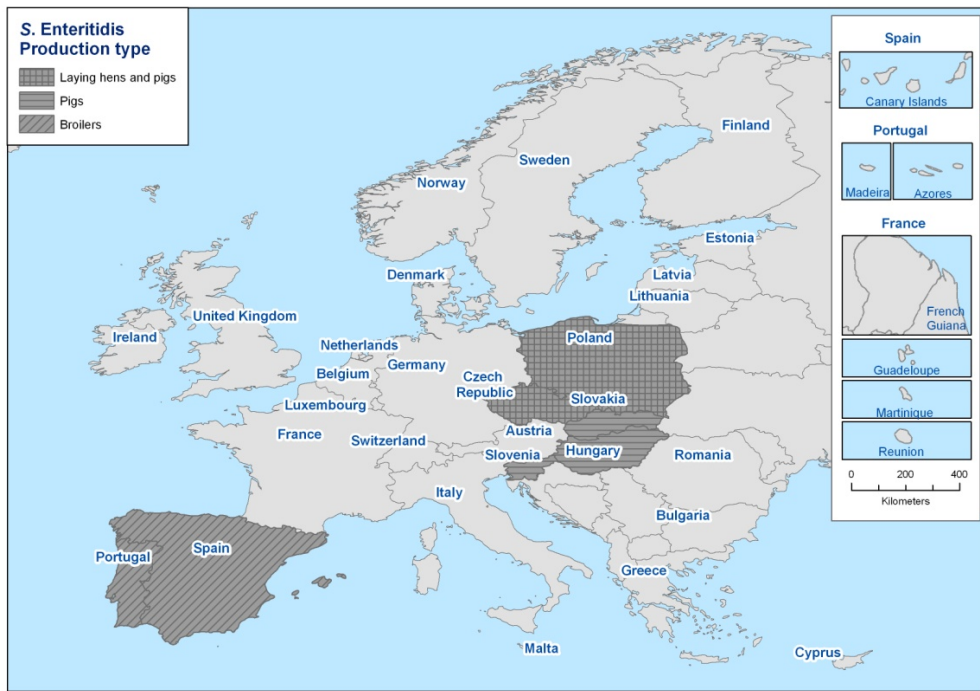 S. Enteritidis
Production type
Laying hens and pigs
Pigs
Broilers
Finland
Sweden
Norway
Estonia
Latvia
Denmark
Lithuania
United Kingdom
Ireland
Netherlands
Poland
Germany
Belgium
Czech
Republic
Slovakia
Luxembourg
France
Switzerland
Austria
Slovenia
Hungary
Romania
Italy
Bulgaria
Portugal
Spain
Greece
Malta
Cyprus
Spain
Canary Islands
Portugal
Madeira
Azores
France
French
Guiana
Guadeloupe
Martinique
Reunion
0 200 400
Kilometers